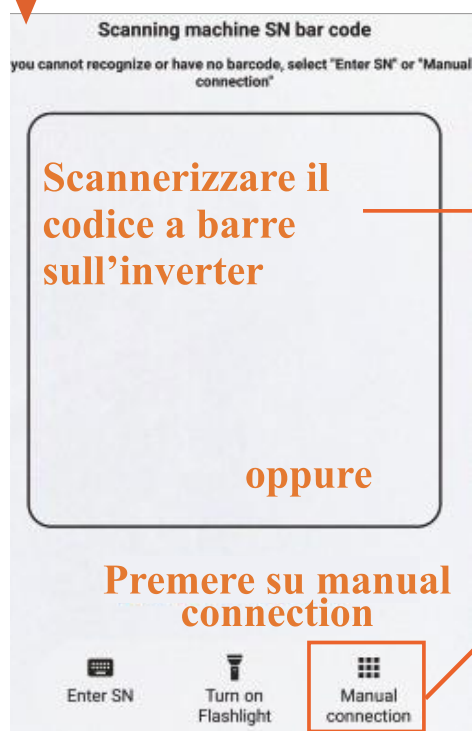 Scanning machine SN bar code
you cannot recognize or have no barcode, select "Enter SN" or "Manual
connection"
Scannerizzare il
codice a barre
sull’inverter
oppure
Premere su manual
connection
Enter SN
Turn on
Flashlight
Manual
connection